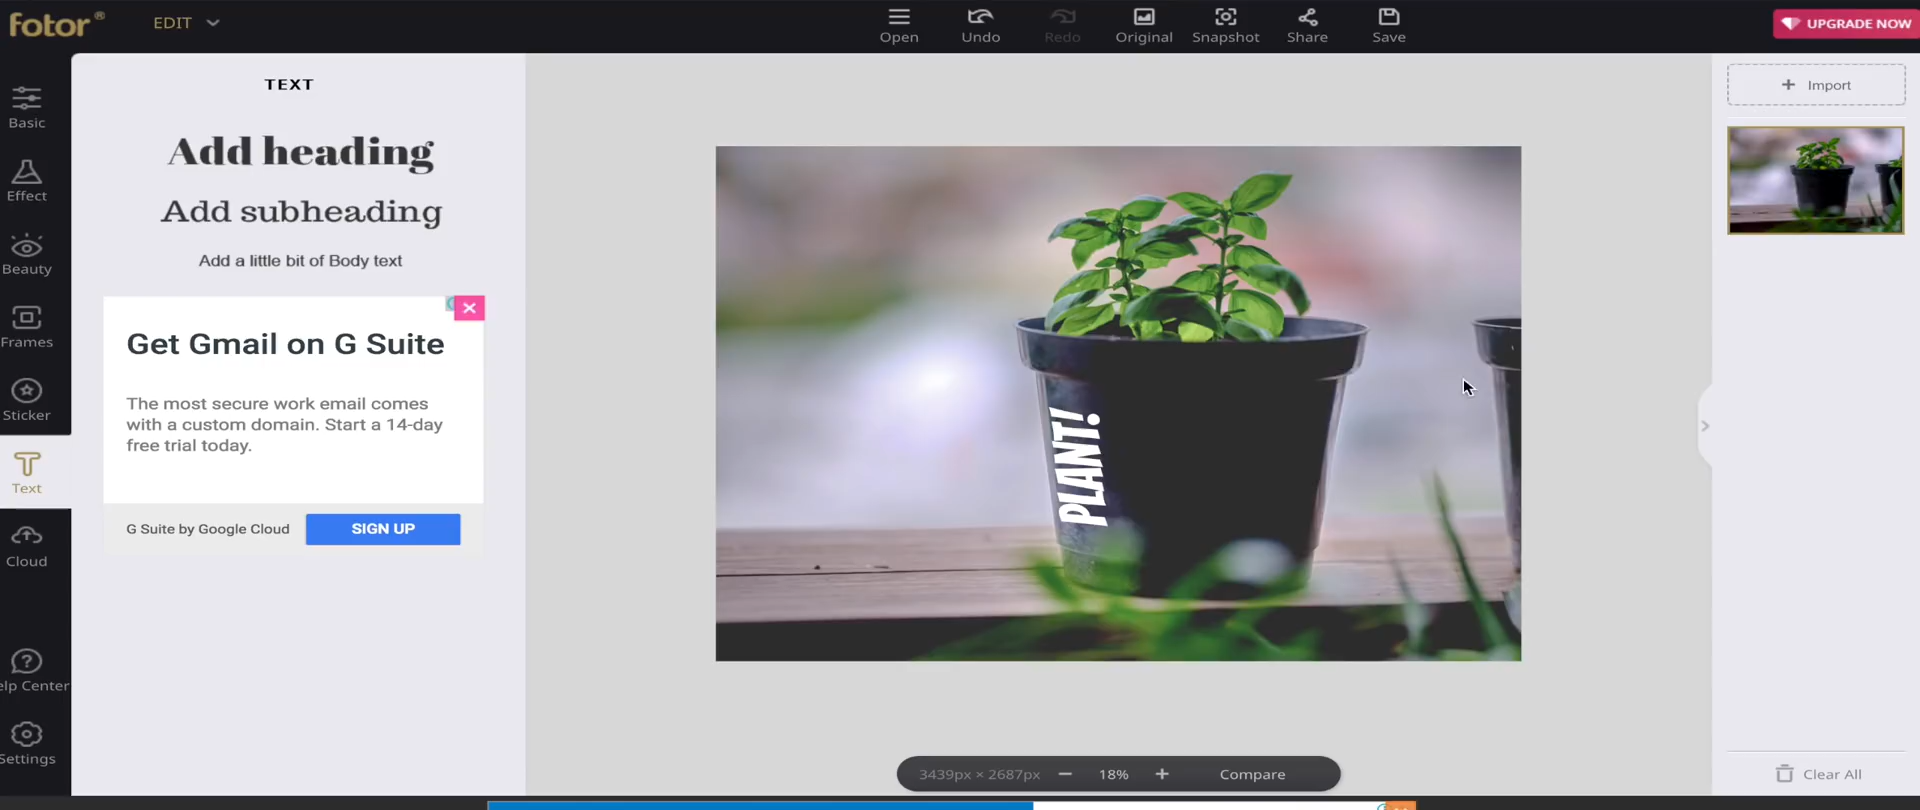 fotor®
EDIT
Open
Undo
Redo
Original
Snapshot
Share
Save
UPGRADE NOW
Basic
Effect
Beauty
Frames
Sticker
Text
Cloud
elp Center
Settings
TEXT
Add heading
Add subheading
Add a little bit of Body text
Get Gmail on G Suite
The most secure work email comes
with a custom domain. Start a 14-day
free trial today.
G Suite by Google Cloud
SIGN UP
PLANT!
3439px × 2687px
18%
Compare
Import
Clear All